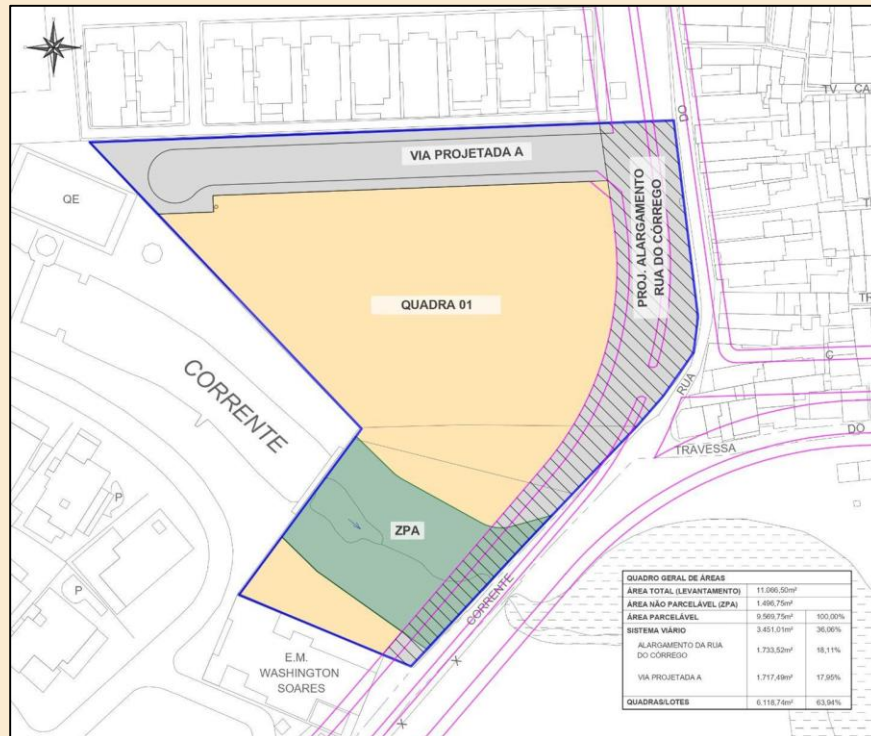 TV. CA
DO
VIA PROJETADA A
PROJ. ALARGAMENTO
RUA DO CÓRREGO
QE
QUADRA 01
CORRENTE
C
RUA
TRAVESSA
DO
P
ZPA
P
CORRENTE
E.M.
WASHINGTON
SOARES
QUADRO GERAL DE ÁREAS
ÁREA TOTAL (LEVANTAMENTO) 11.066,50m²
ÁREA NÃO PARCELÁVEL (ZPA) 1.496,75m²
ÁREA PARCELÁVEL 9.569,75m² 100,00%
SISTEMA VIÁRIO 3.451,01m² 36,06%
ALARGAMENTO DA RUA
DO CÓRREGO 1.733,52m² 18,11%
VIA PROJETADA A 1.717,49m² 17,95%
QUADRAS/LOTES 6.118,74m² 63,94%